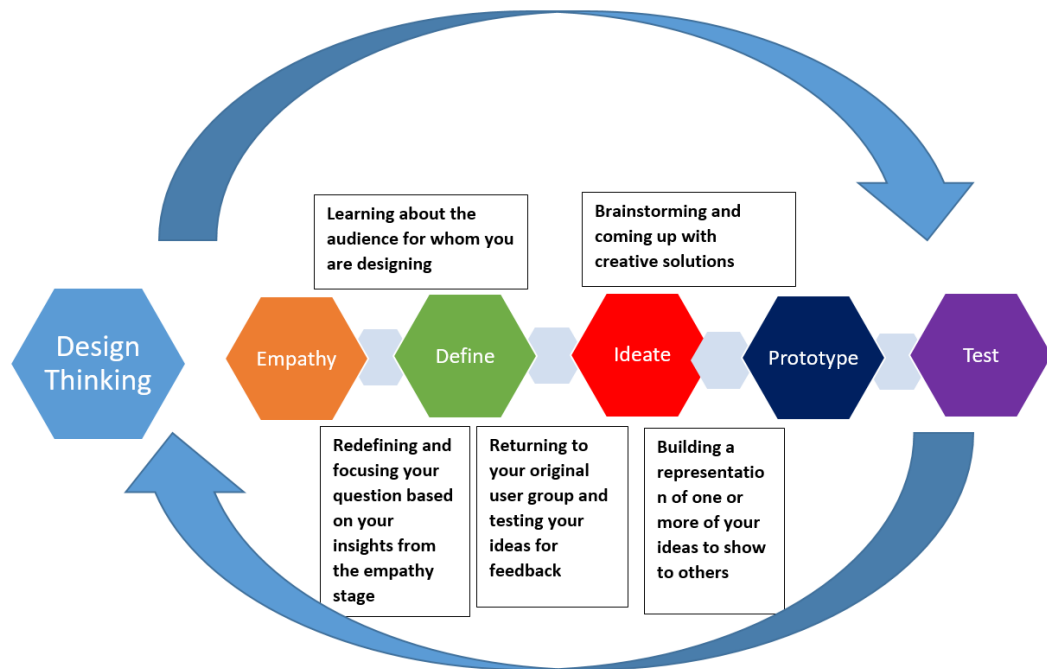 Learning about the
audience for whom you
are designing
Brainstorming and
coming up with
creative solutions
Design
Thinking
Empathy
Define
Ideate
Prototype
Test
Redefining and
focusing your
question based
on your
insights from
the empathy
stage
Returning to
your original
user group and
testing your
ideas for
feedback
Building a
representatio
n of one or
more of your
ideas to show
to others